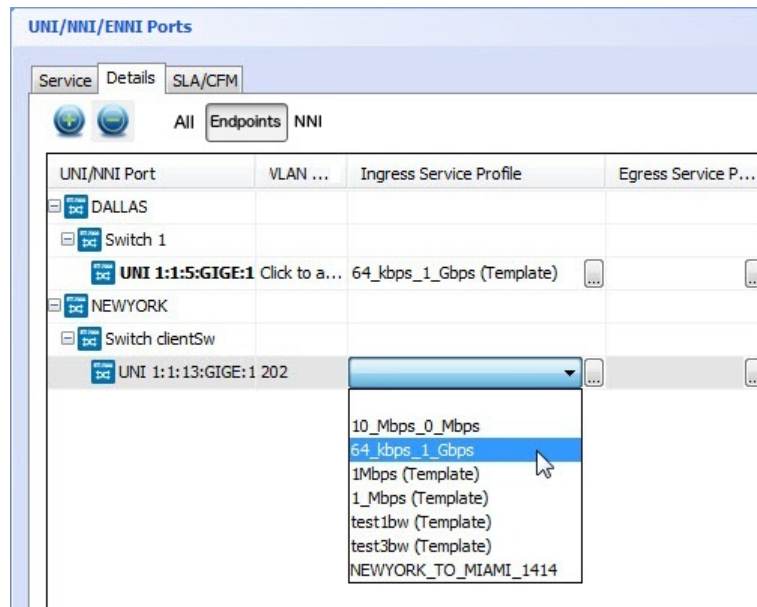 UNI/NNI/ENNI Ports
Service Details SLA/CFM
All Endpoints NNI
UNI/NNI Port VLAN ... Ingress Service Profile Egress Service P...
DALLAS
Switch 1
UNI 1:1:5:GIGE:1 Click to a... 64_kbps_1_Gbps (Template) ...
NEWYORK
Switch clientSw
UNI 1:1:13:GIGE:1 202 ...
10_Mbps_0_Mbps
64_kbps_1_Gbps
1Mbps (Template)
1_Mbps (Template)
test1bw (Template)
test3bw (Template)
NEWYORK_TO_MIAMI_1414